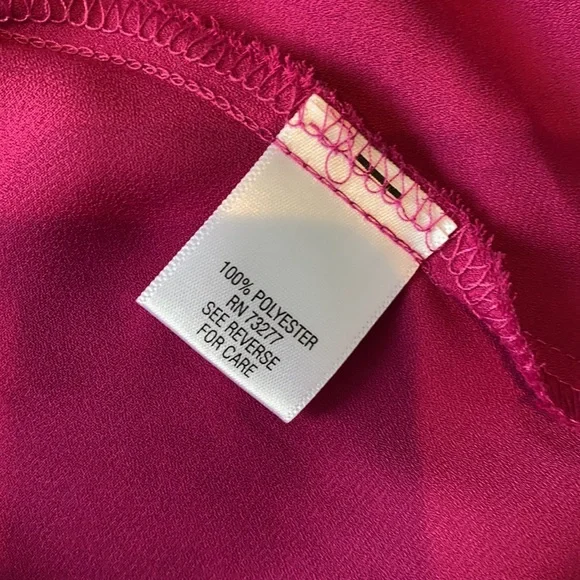 100% POLYESTER
RN 73277
SEE REVERSE
FOR CARE